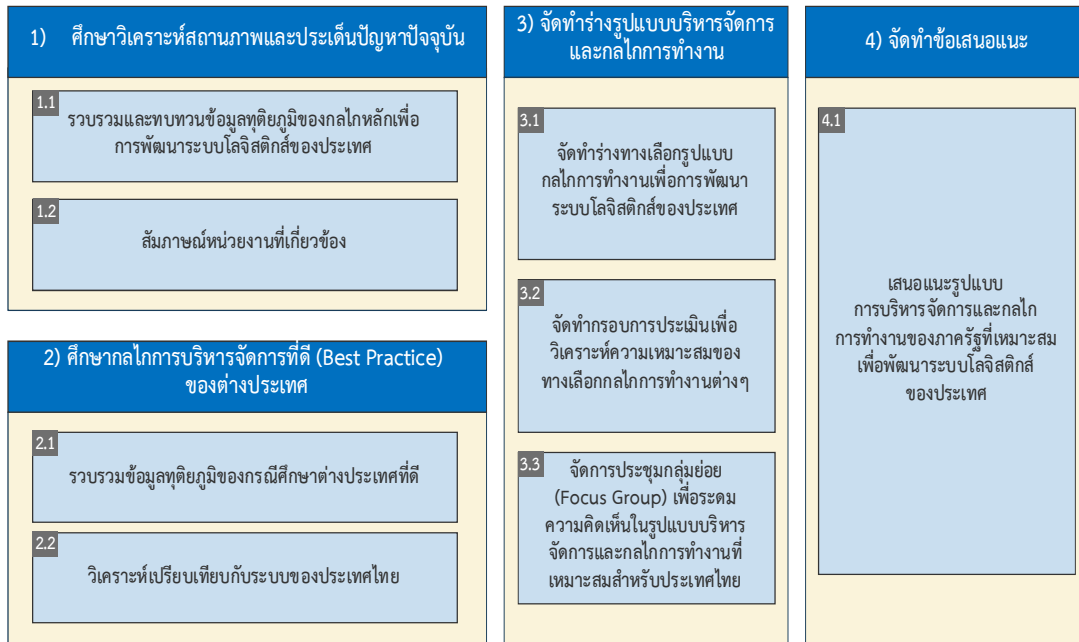 1) ศึกษาวิเคราะห์สถานภาพและประเด็นปัญหาปัจจุบัน
1.1
รวบรวมและทบทวนข้อมูลทุติยภูมิของกลไกหลักเพื่อ
การพัฒนาระบบโลจิสติกส์ของประเทศ
1.2
สัมภาษณ์หน่วยงานที่เกี่ยวข้อง
2) ศึกษากลไกการบริหารจัดการที่ดี (Best Practice)
ของต่างประเทศ
2.1
รวบรวมข้อมูลทุติยภูมิของกรณีศึกษาต่างประเทศที่ดี
2.2
วิเคราะห์เปรียบเทียบกับระบบของประเทศไทย
3) จัดทำร่างรูปแบบบริหารจัดการ
และกลไกการทำงาน
3.1
จัดทำร่างทางเลือกรูปแบบ
กลไกการทำงานเพื่อการพัฒนา
ระบบโลจิสติกส์ของประเทศ
3.2
จัดทำกรอบการประเมินเพื่อ
วิเคราะห์ความเหมาะสมของ
ทางเลือกกลไกการทำงานต่างๆ
3.3
จัดการประชุมกลุ่มย่อย
(Focus Group) เพื่อระดม
ความคิดเห็นในรูปแบบบริหาร
จัดการและกลไกการทำงานที่
เหมาะสมสำหรับประเทศไทย
4) จัดทำข้อเสนอแนะ
4.1
เสนอแนะรูปแบบ
การบริหารจัดการและกลไก
การทำงานของภาครัฐที่เหมาะสม
เพื่อพัฒนาระบบโลจิสติกส์
ของประเทศ